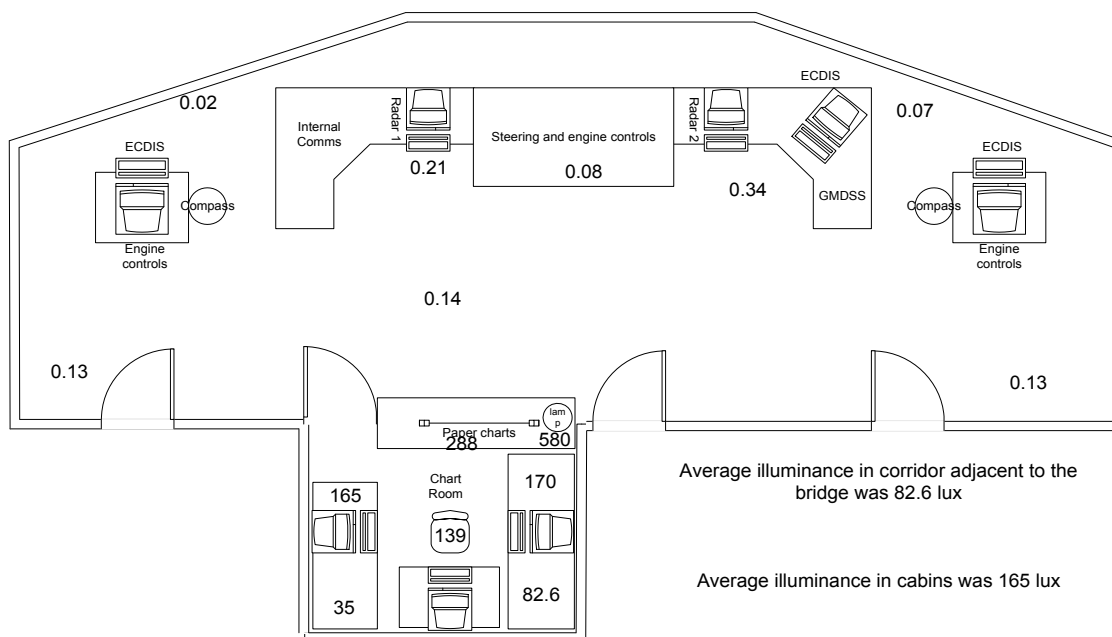 ECDIS
0.02
0.07
Radar 1
Radar 2
Internal
Comms
Steering and engine controls
ECDIS
ECDIS
0.21
0.08
0.34
GMDSS
Compass
Compass
Engine
controls
Engine
controls
0.14
0.13
0.13
lam
p
Paper charts
288
580
Average illuminance in corridor adjacent to the
bridge was 82.6 lux
Chart
Room
165
170
139
Average illuminance in cabins was 165 lux
35
82.6